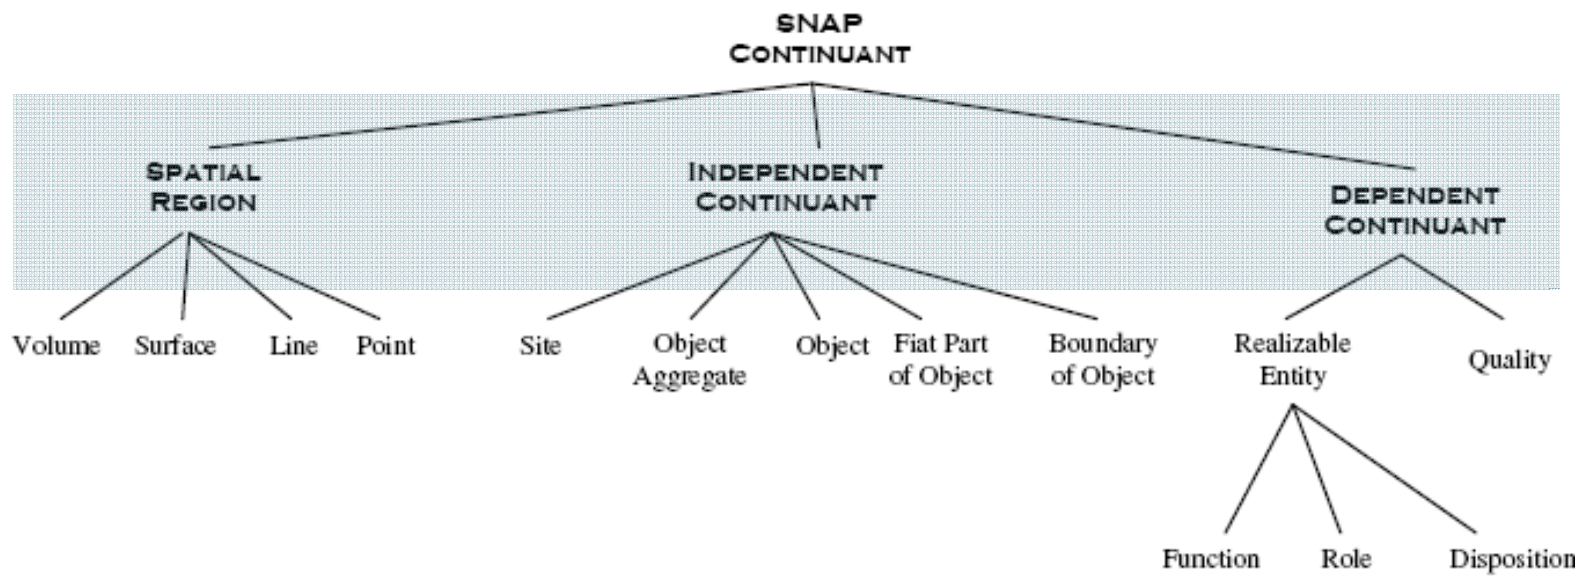 SNAP
CONTINUANT
SPATIAL
REGION
INDEPENDENT
CONTINUANT
DEPENDENT
CONTINUANT
Volume
Surface
Line
Point
Site
Object
Aggregate
Object
Fiat Part
of Object
Boundary
of Object
Realizable
Entity
Quality
Function
Role
Disposition